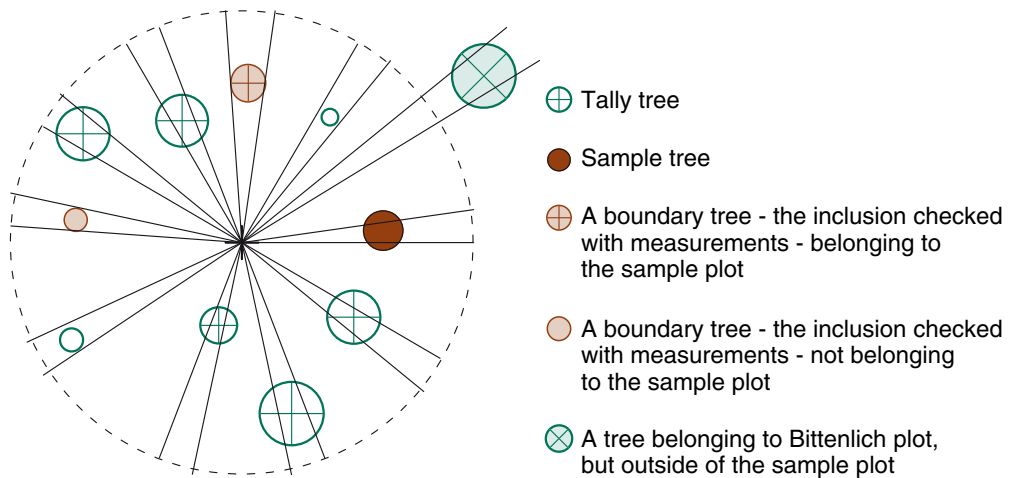 Tally tree
Sample tree
A boundary tree - the inclusion checked
with measurements - belonging to
the sample plot
A boundary tree - the inclusion checked
with measurements - not belonging
to the sample plot
A tree belonging to Bittenlich plot,
but outside of the sample plot